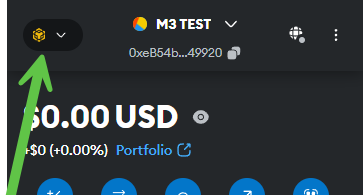 M3 TEST
0xeB54b...49920
$0.00 USD
+$0 (+0.00%) Portfolio